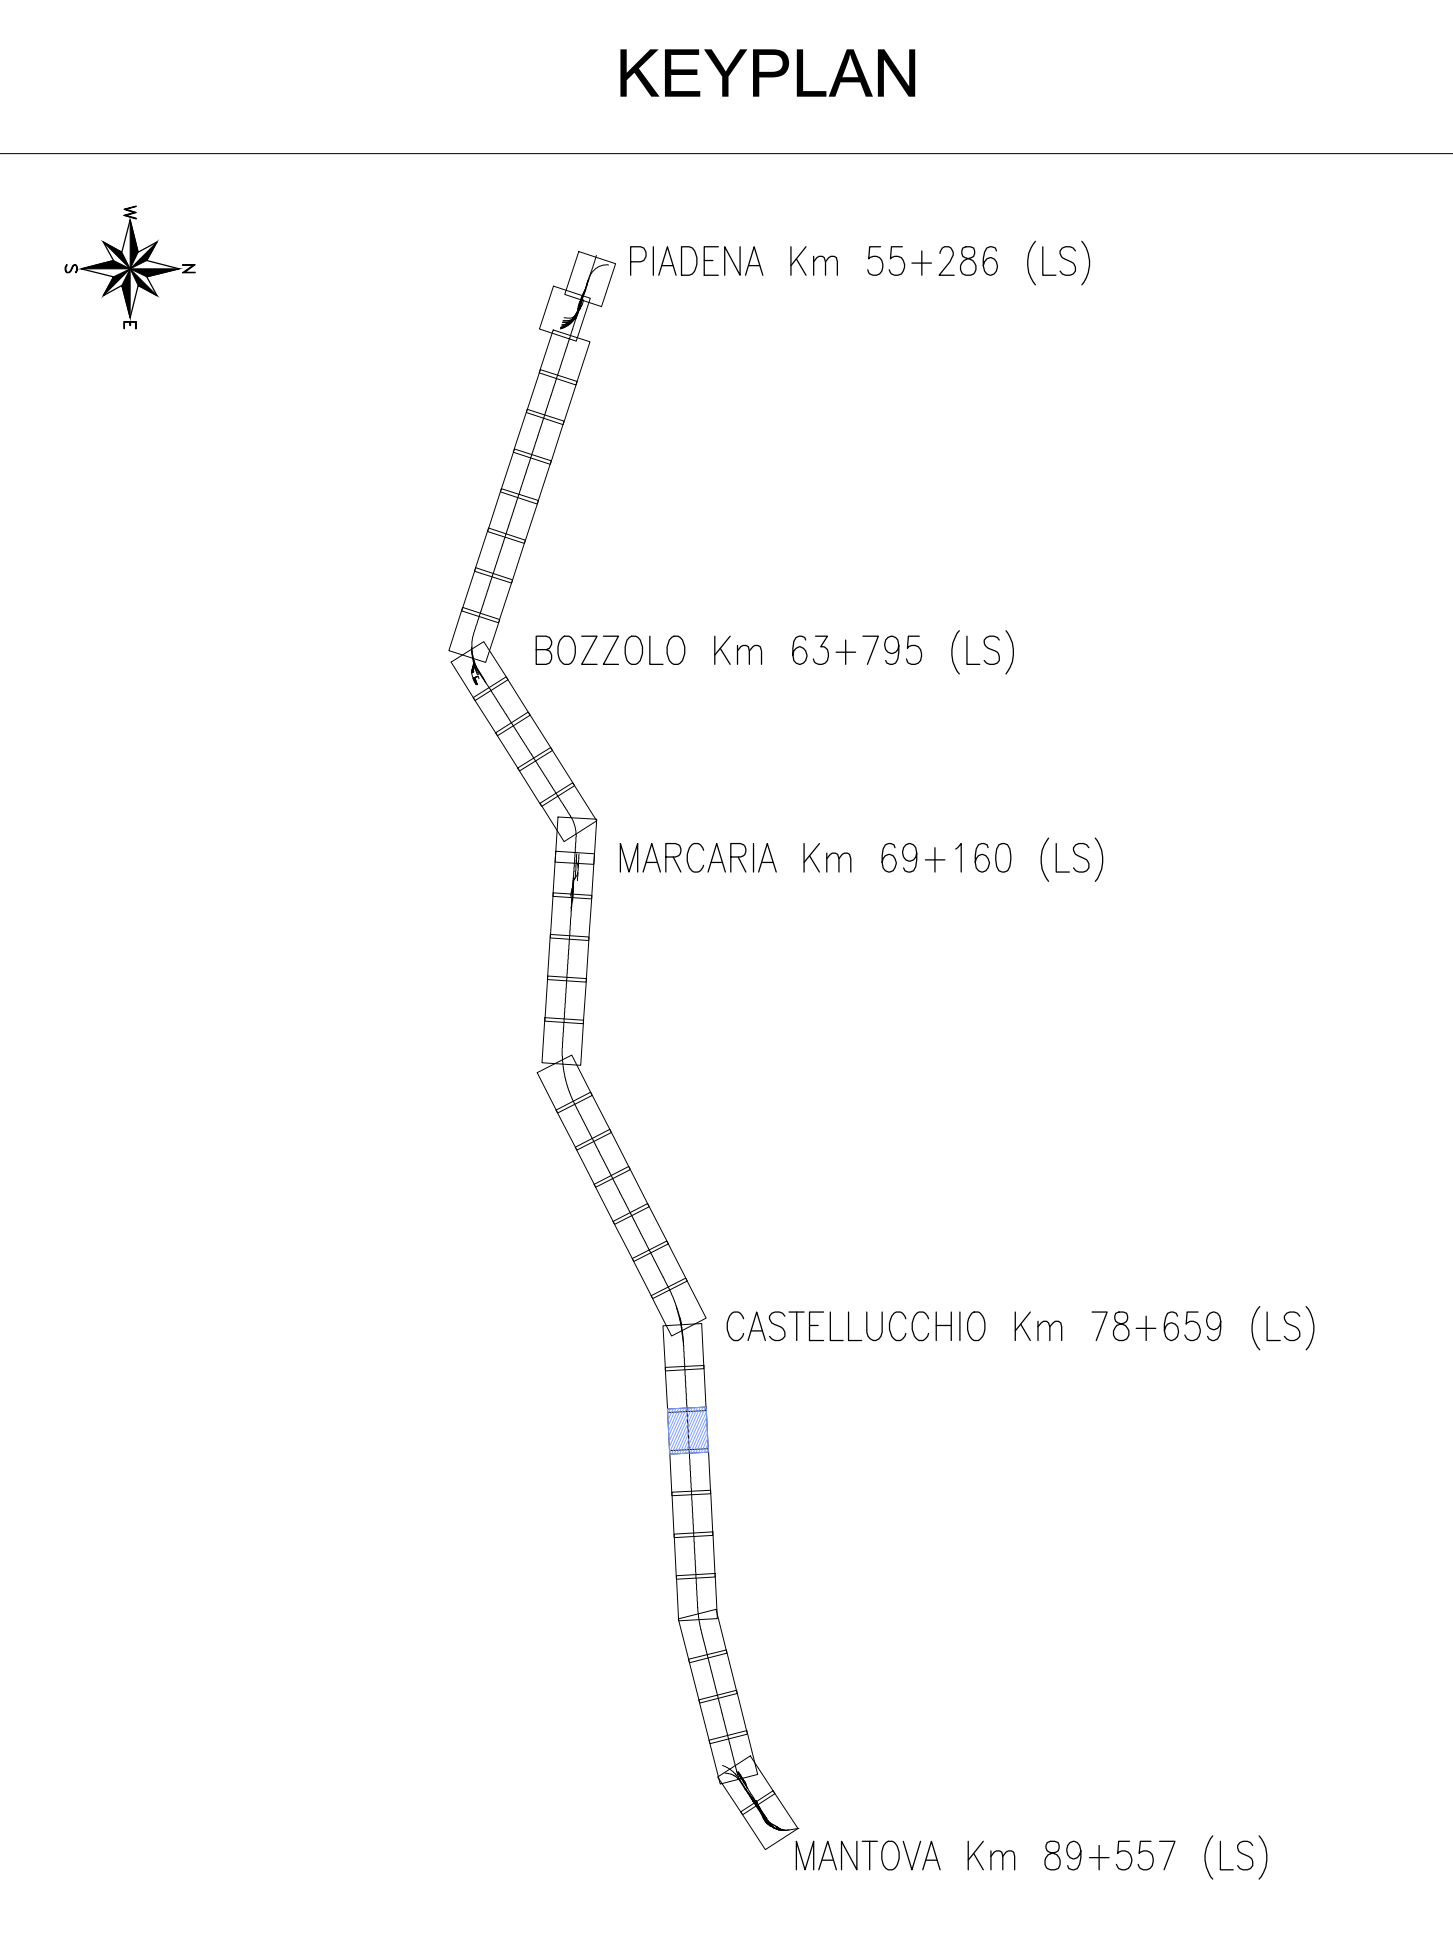 KEYPLAN
W
S N
E
PIADENA Km 55+286 (LS)
BOZZOLO Km 63+795 (LS)
MARCARIA Km 69+160 (LS)
CASTELLUCCHIO Km 78+659 (LS)
MANTOVA Km 89+557 (LS)